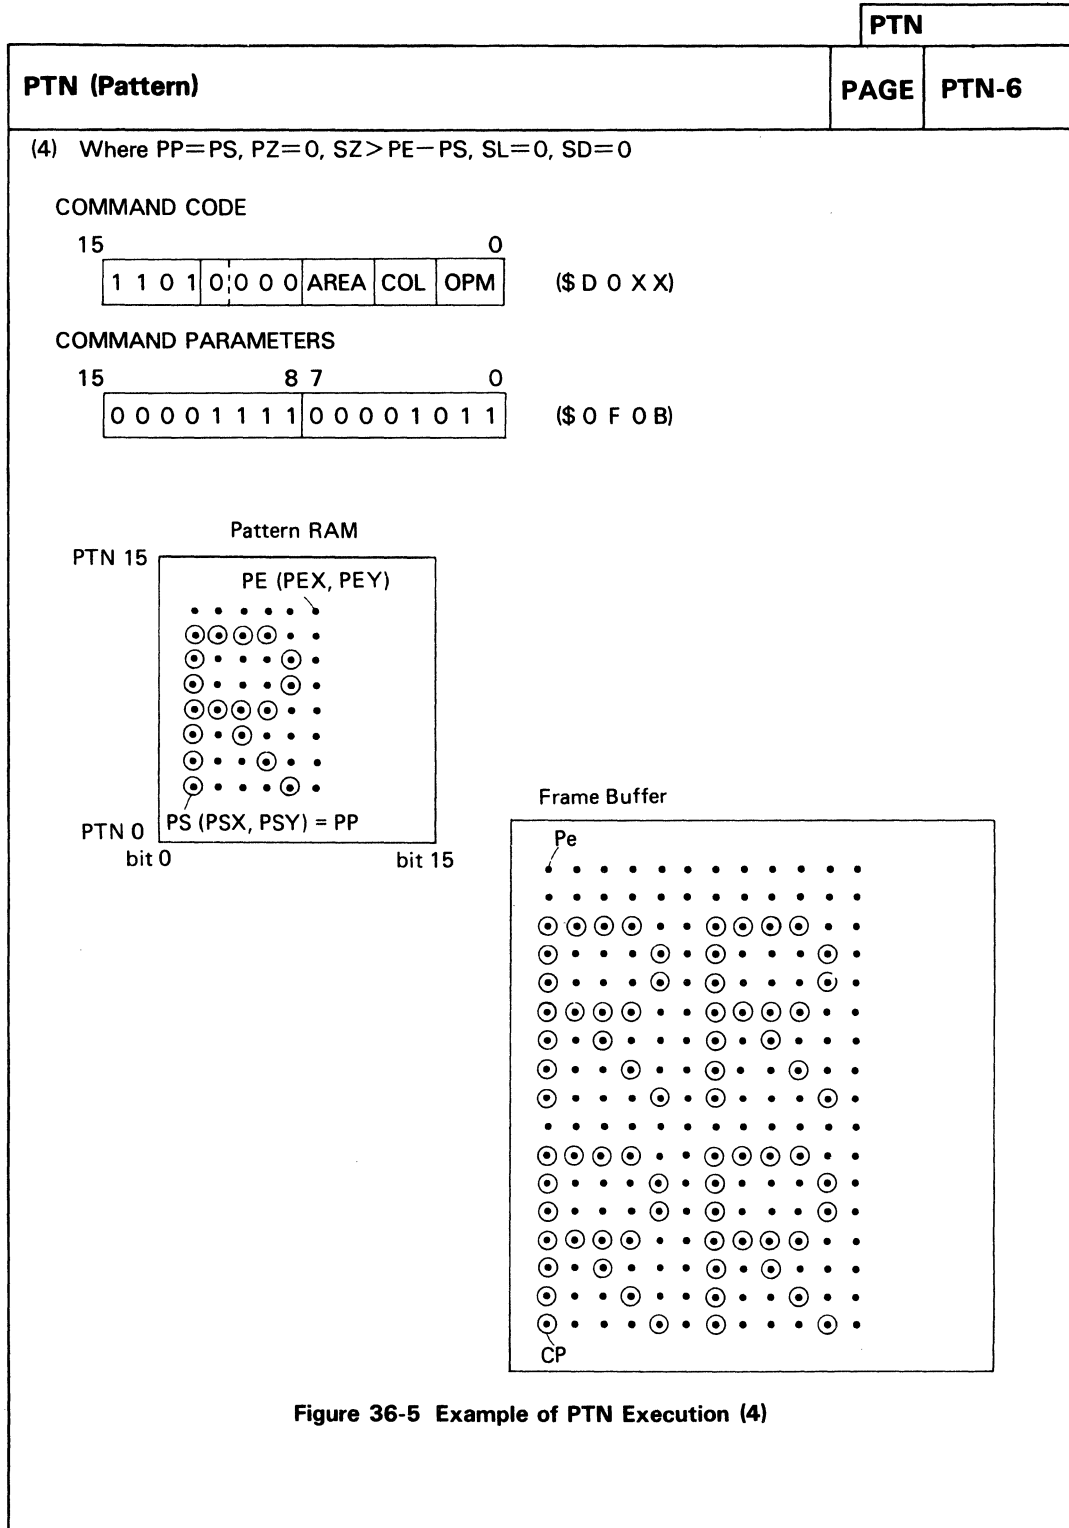 PTN
PTN (Pattern) PAGE PTN-6
(4) Where PP=PS, PZ=0, SZ>PE−PS, SL=0, SD=0
COMMAND CODE
15 0
1 1 0 1 0 0 0 0 AREA COL OPM ($ D 0 X X)
COMMAND PARAMETERS
15 8 7 0
0 0 0 0 1 1 1 1 0 0 0 0 1 0 1 1 ($ 0 F 0 B)
Pattern RAM
PTN 15
PE (PEX, PEY)
PS (PSX, PSY) = PP
PTN 0
bit 0 bit 15
Frame Buffer
Pe
CP
Figure 36-5 Example of PTN Execution (4)